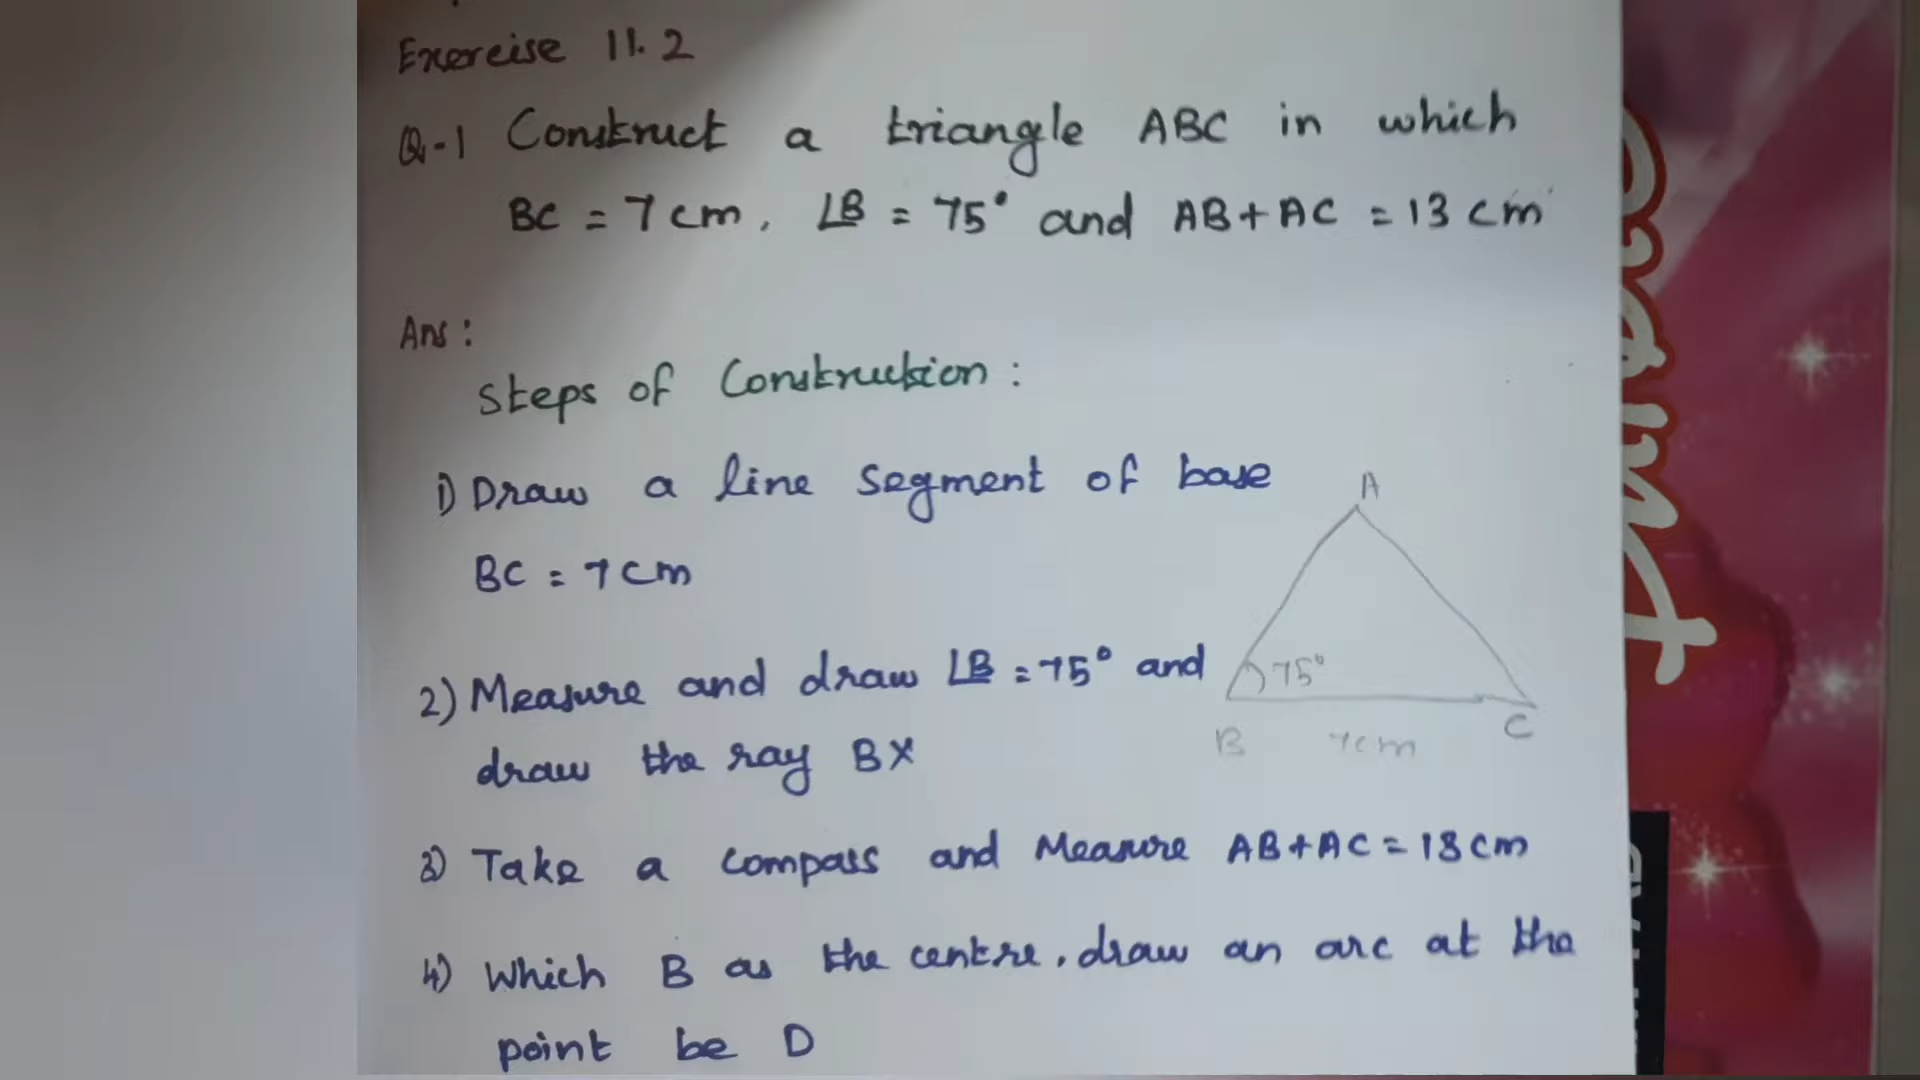 Exercise 11.2
Q-1 Construct a triangle ABC in which
BC = 7 cm, ∠B = 75° and AB+AC = 13 cm
Ans:
Steps of Construction:
1) Draw a line segment of base
BC = 7 cm
A
2) Measure and draw ∠B = 75° and
75°
draw the ray BX
B 7cm C
3) Take a compass and Measure AB+AC = 13 cm
4) Which B as the centre, draw an arc at the
point be D